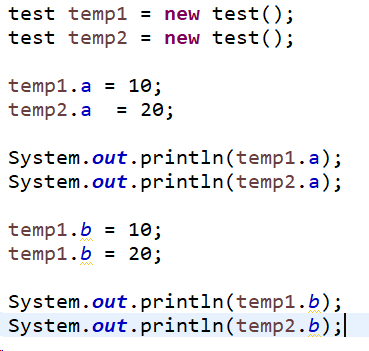 test temp1 = new test();
test temp2 = new test();
temp1.a = 10;
temp2.a  = 20;
System.out.println(temp1.a);
System.out.println(temp2.a);
temp1.b = 10;
temp1.b = 20;
System.out.println(temp1.b);
System.out.println(temp2.b);